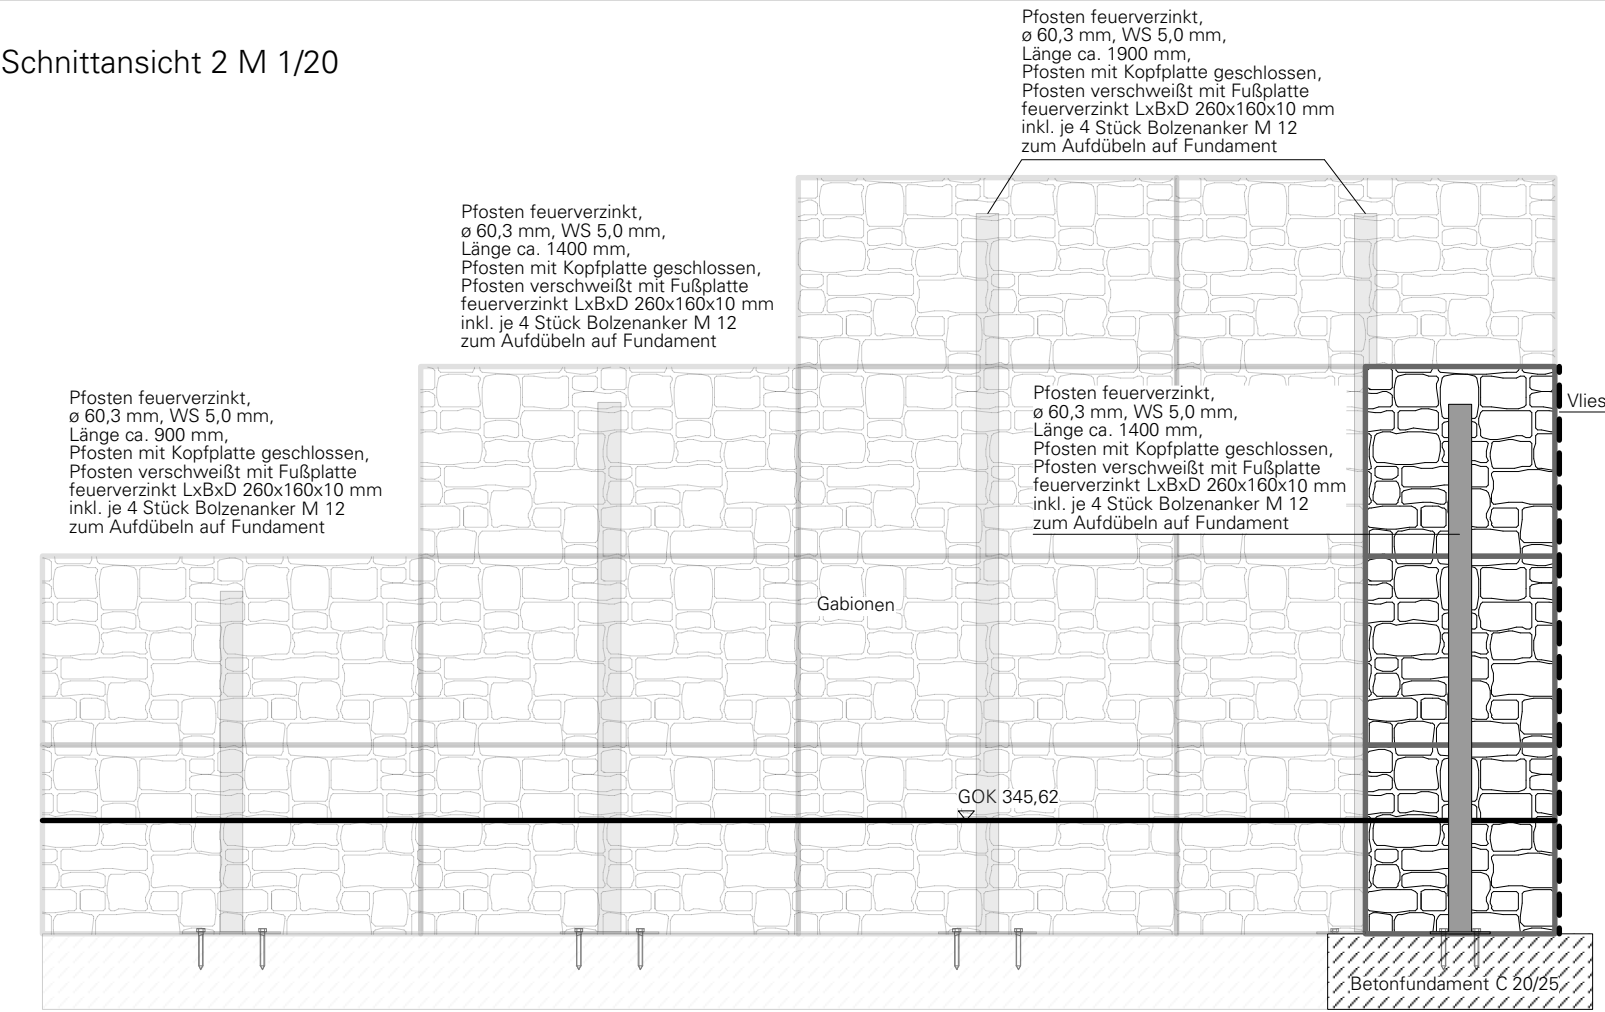 Schnittansicht 2 M 1/20
Pfosten feuerverzinkt,
ø 60,3 mm, WS 5,0 mm,
Länge ca. 1900 mm,
Pfosten mit Kopfplatte geschlossen,
Pfosten verschweißt mit Fußplatte
feuerverzinkt LxBxD 260x160x10 mm
inkl. je 4 Stück Bolzenanker M 12
zum Aufdübeln auf Fundament
Pfosten feuerverzinkt,
ø 60,3 mm, WS 5,0 mm,
Länge ca. 1400 mm,
Pfosten mit Kopfplatte geschlossen,
Pfosten verschweißt mit Fußplatte
feuerverzinkt LxBxD 260x160x10 mm
inkl. je 4 Stück Bolzenanker M 12
zum Aufdübeln auf Fundament
Pfosten feuerverzinkt,
ø 60,3 mm, WS 5,0 mm,
Länge ca. 900 mm,
Pfosten mit Kopfplatte geschlossen,
Pfosten verschweißt mit Fußplatte
feuerverzinkt LxBxD 260x160x10 mm
inkl. je 4 Stück Bolzenanker M 12
zum Aufdübeln auf Fundament
Pfosten feuerverzinkt,
ø 60,3 mm, WS 5,0 mm,
Länge ca. 1400 mm,
Pfosten mit Kopfplatte geschlossen,
Pfosten verschweißt mit Fußplatte
feuerverzinkt LxBxD 260x160x10 mm
inkl. je 4 Stück Bolzenanker M 12
zum Aufdübeln auf Fundament
Vlies
Gabionen
GOK 345,62
Betonfundament C 20/25